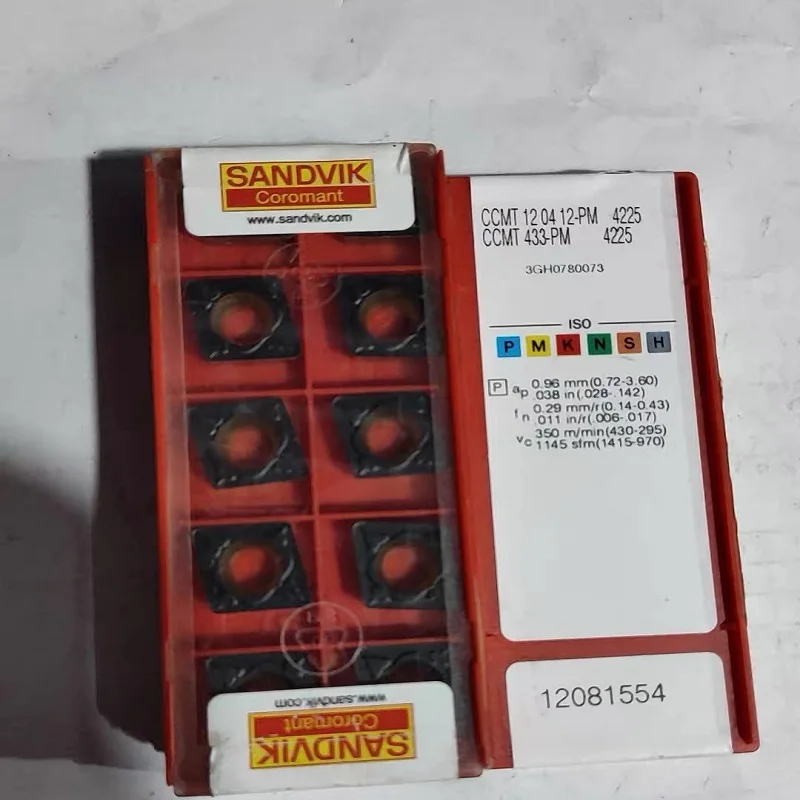 SANDVIK
Coromant
www.sandvik.com
www.sandvik.com
SANDVIK
Coromant
CCMT 12 04 12-PM 4225
CCMT 433-PM 4225
3GH0780073
ISO
P M K N S H
P ap 0.96 mm(0.72-3.60)
.038 in(.028-.142)
fn 0.29 mm/r(0.14-0.43)
.011 in/r(.006-.017)
vc 350 m/min(430-295)
1145 sfm(1415-970)
12081554